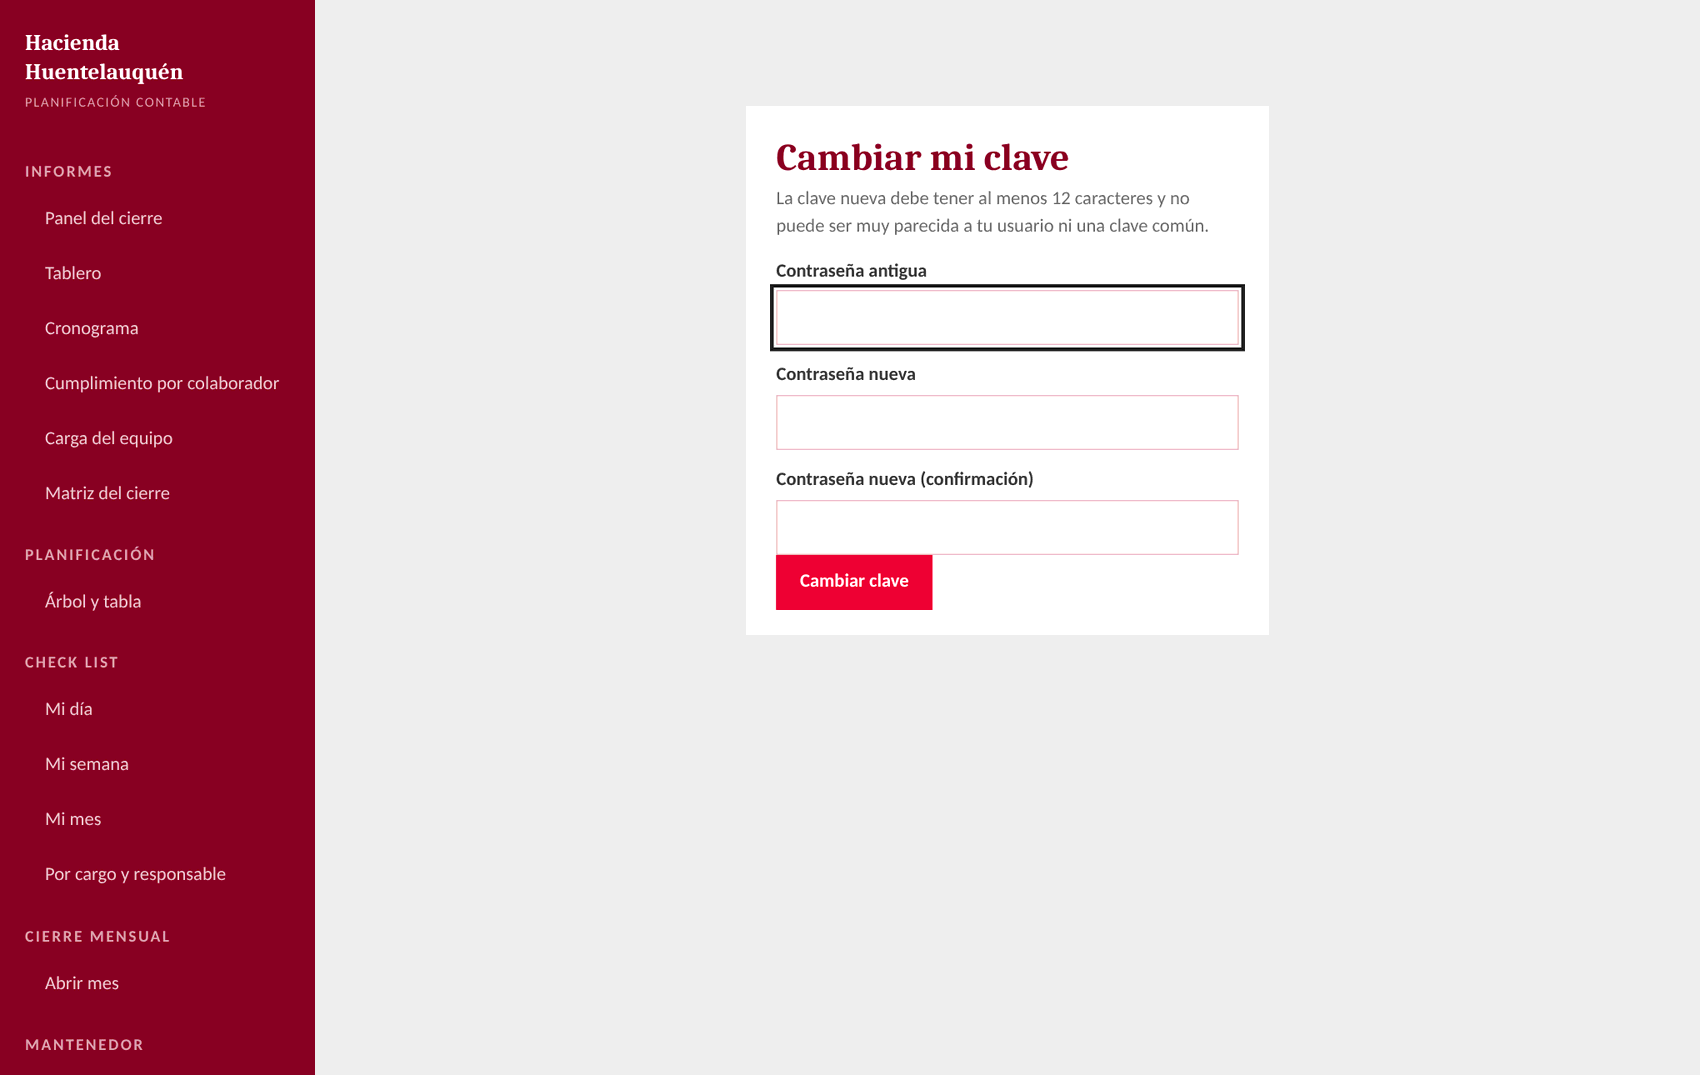 Hacienda
Huentelauquén
PLANIFICACIÓN CONTABLE
INFORMES
Panel del cierre
Tablero
Cronograma
Cumplimiento por colaborador
Carga del equipo
Matriz del cierre
PLANIFICACIÓN
Árbol y tabla
CHECK LIST
Mi día
Mi semana
Mi mes
Por cargo y responsable
CIERRE MENSUAL
Abrir mes
MANTENEDOR
Cambiar mi clave
La clave nueva debe tener al menos 12 caracteres y no
puede ser muy parecida a tu usuario ni una clave común.
Contraseña antigua
Contraseña nueva
Contraseña nueva (confirmación)
Cambiar clave